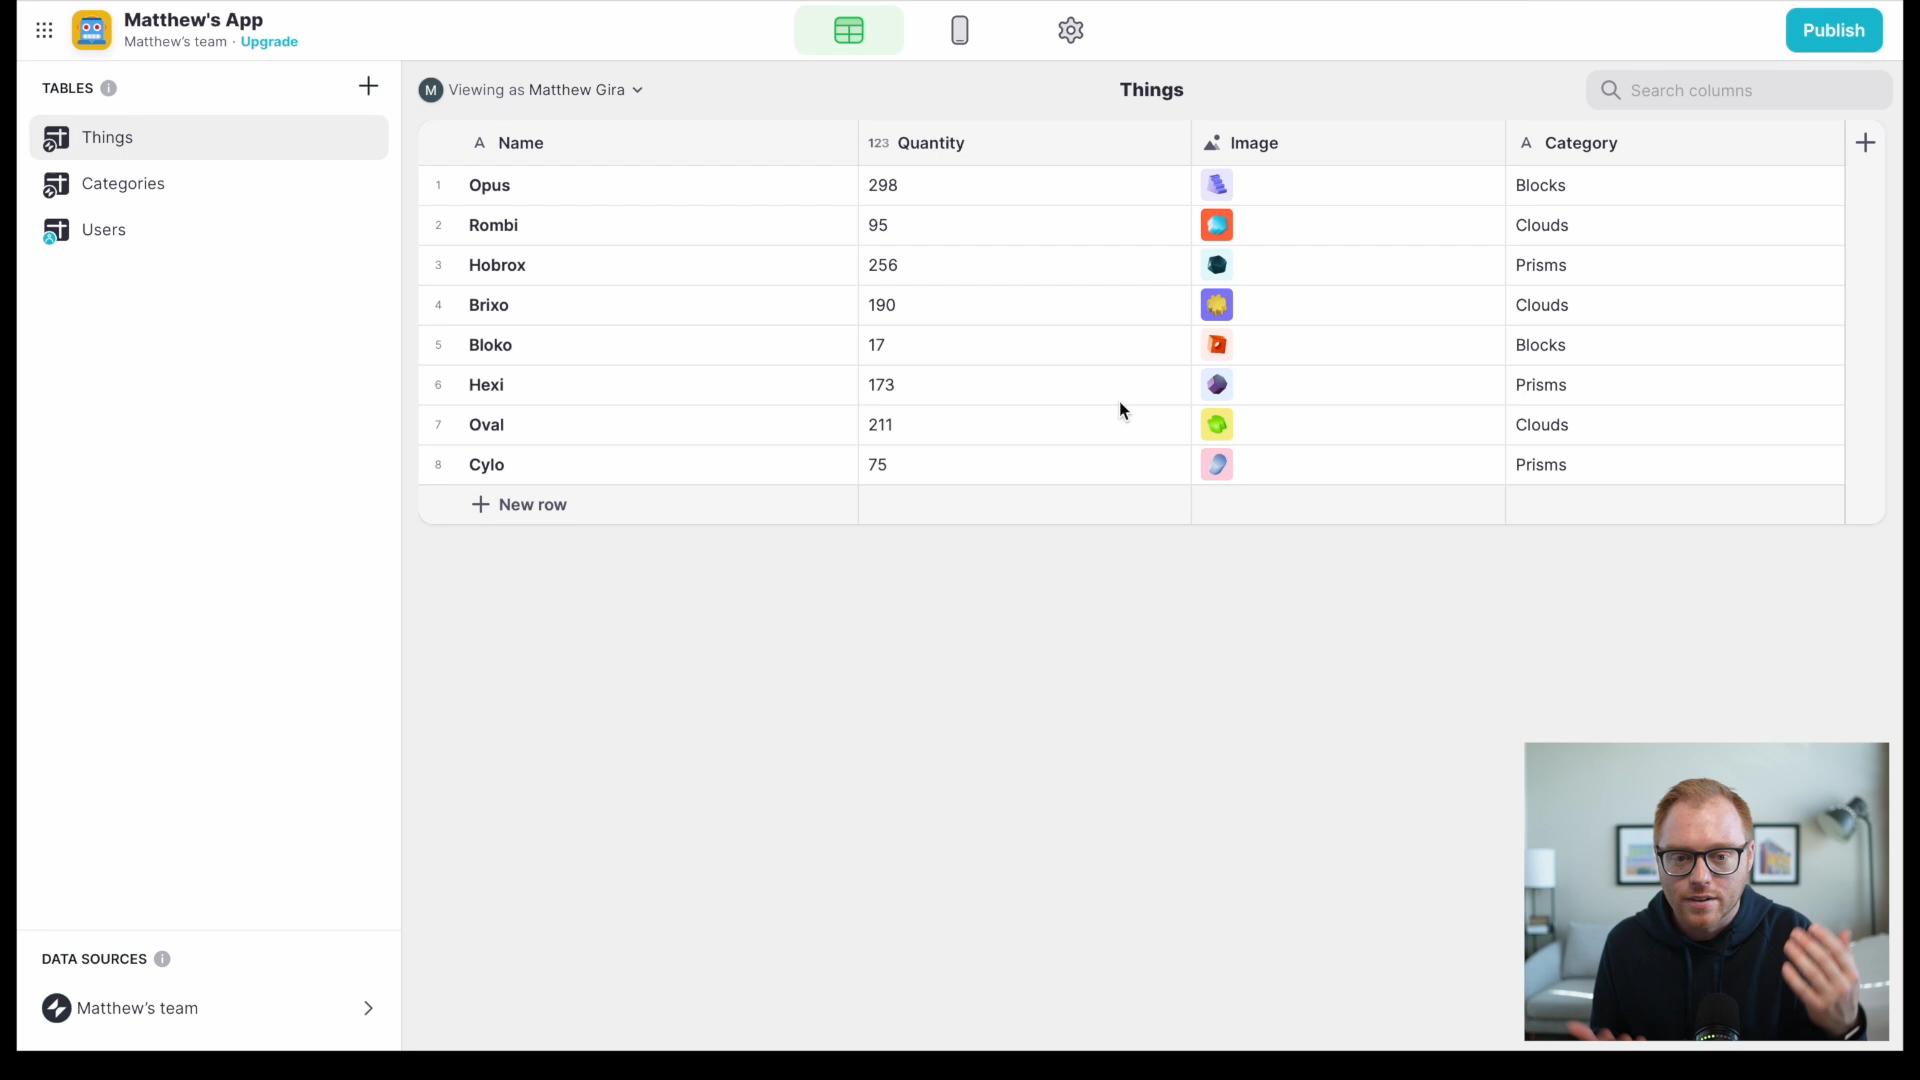 Matthew's App
Matthew's team · Upgrade
Publish
TABLES
Things
Categories
Users
M Viewing as Matthew Gira
Things
Search columns
A Name 123 Quantity Image A Category
1 Opus 298 Blocks
2 Rombi 95 Clouds
3 Hobrox 256 Prisms
4 Brixo 190 Clouds
5 Bloko 17 Blocks
6 Hexi 173 Prisms
7 Oval 211 Clouds
8 Cylo 75 Prisms
New row
DATA SOURCES
Matthew's team